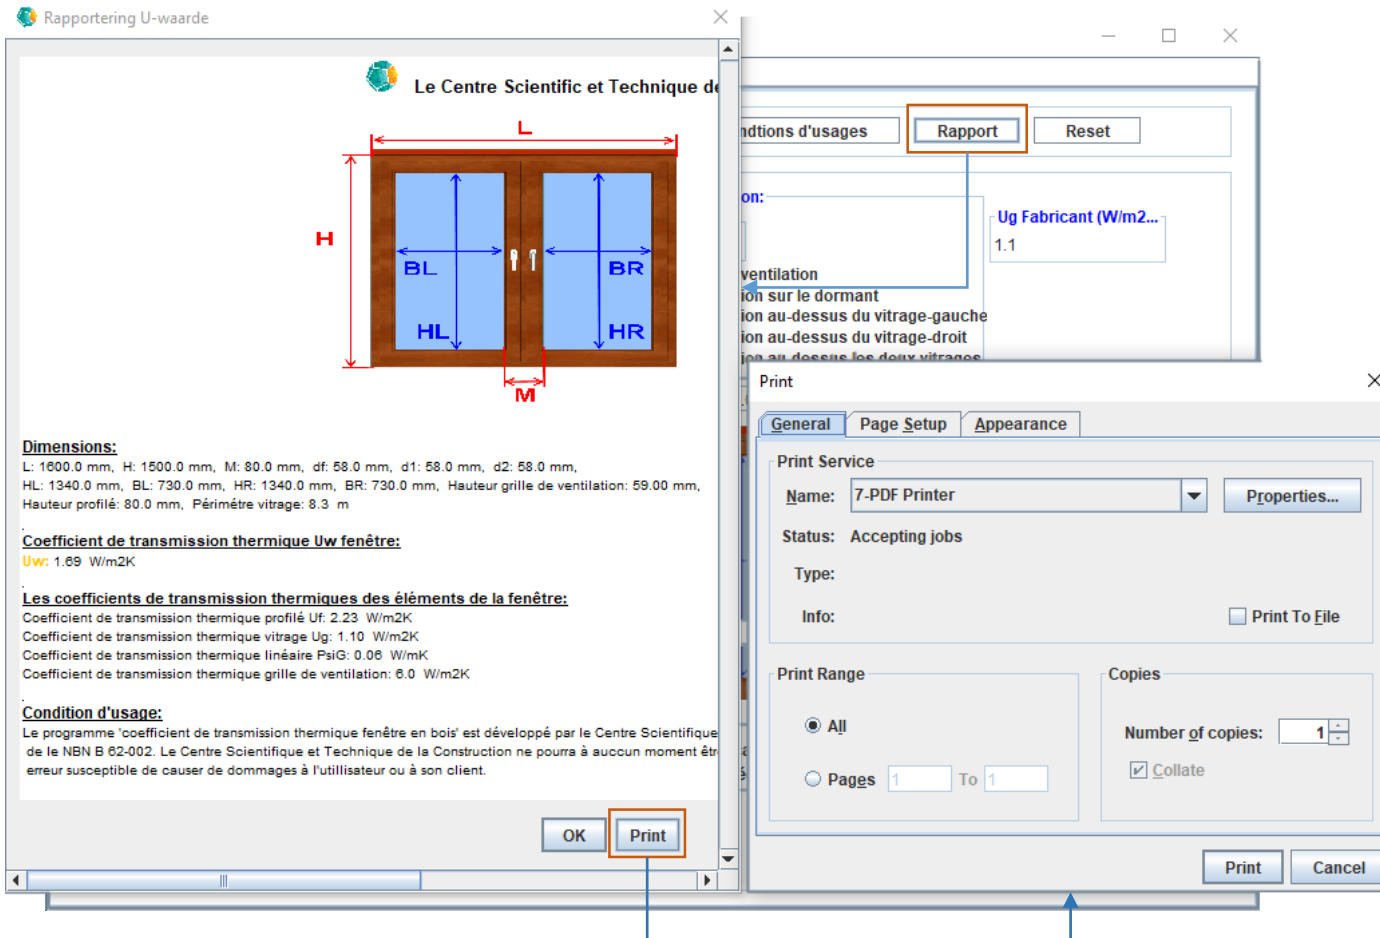 Rapportering U-waarde
Le Centre Scientific et Technique de
L
H
BL
BR
HL
HR
M
Dimensions:
L: 1600.0 mm, H: 1500.0 mm, M: 80.0 mm, df: 58.0 mm, d1: 58.0 mm, d2: 58.0 mm,
HL: 1340.0 mm, BL: 730.0 mm, HR: 1340.0 mm, BR: 730.0 mm, Hauteur grille de ventilation: 59.00 mm,
Hauteur profilé: 80.0 mm, Périmétre vitrage: 8.3 m
.
Coefficient de transmission thermique Uw fenêtre:
Uw: 1.69 W/m2K
.
Les coefficients de transmission thermiques des éléments de la fenêtre:
Coefficient de transmission thermique profilé Uf: 2.23 W/m2K
Coefficient de transmission thermique vitrage Ug: 1.10 W/m2K
Coefficient de transmission thermique linéaire PsiG: 0.06 W/mK
Coefficient de transmission thermique grille de ventilation: 6.0 W/m2K
.
Condition d'usage:
Le programme 'coefficient de transmission thermique fenêtre en bois' est développé par le Centre Scientifique
de le NBN B 62-002. Le Centre Scientifique et Technique de la Construction ne pourra à auccun moment êtr
erreur susceptible de causer de dommages à l'utillisateur ou à son client.
OK
Print
ndtions d'usages
Rapport
Reset
on:
Ug Fabricant (W/m2...
1.1
ventilation
ion sur le dormant
ion au-dessus du vitrage-gauche
ion au-dessus du vitrage-droit
ion au-dessus les deux vitrages
Print
General
Page Setup
Appearance
Print Service
Name:
7-PDF Printer
Properties...
Status: Accepting jobs
Type:
Info:
Print To File
Print Range
All
Pages 1 To 1
Copies
Number of copies: 1
Collate
Print
Cancel